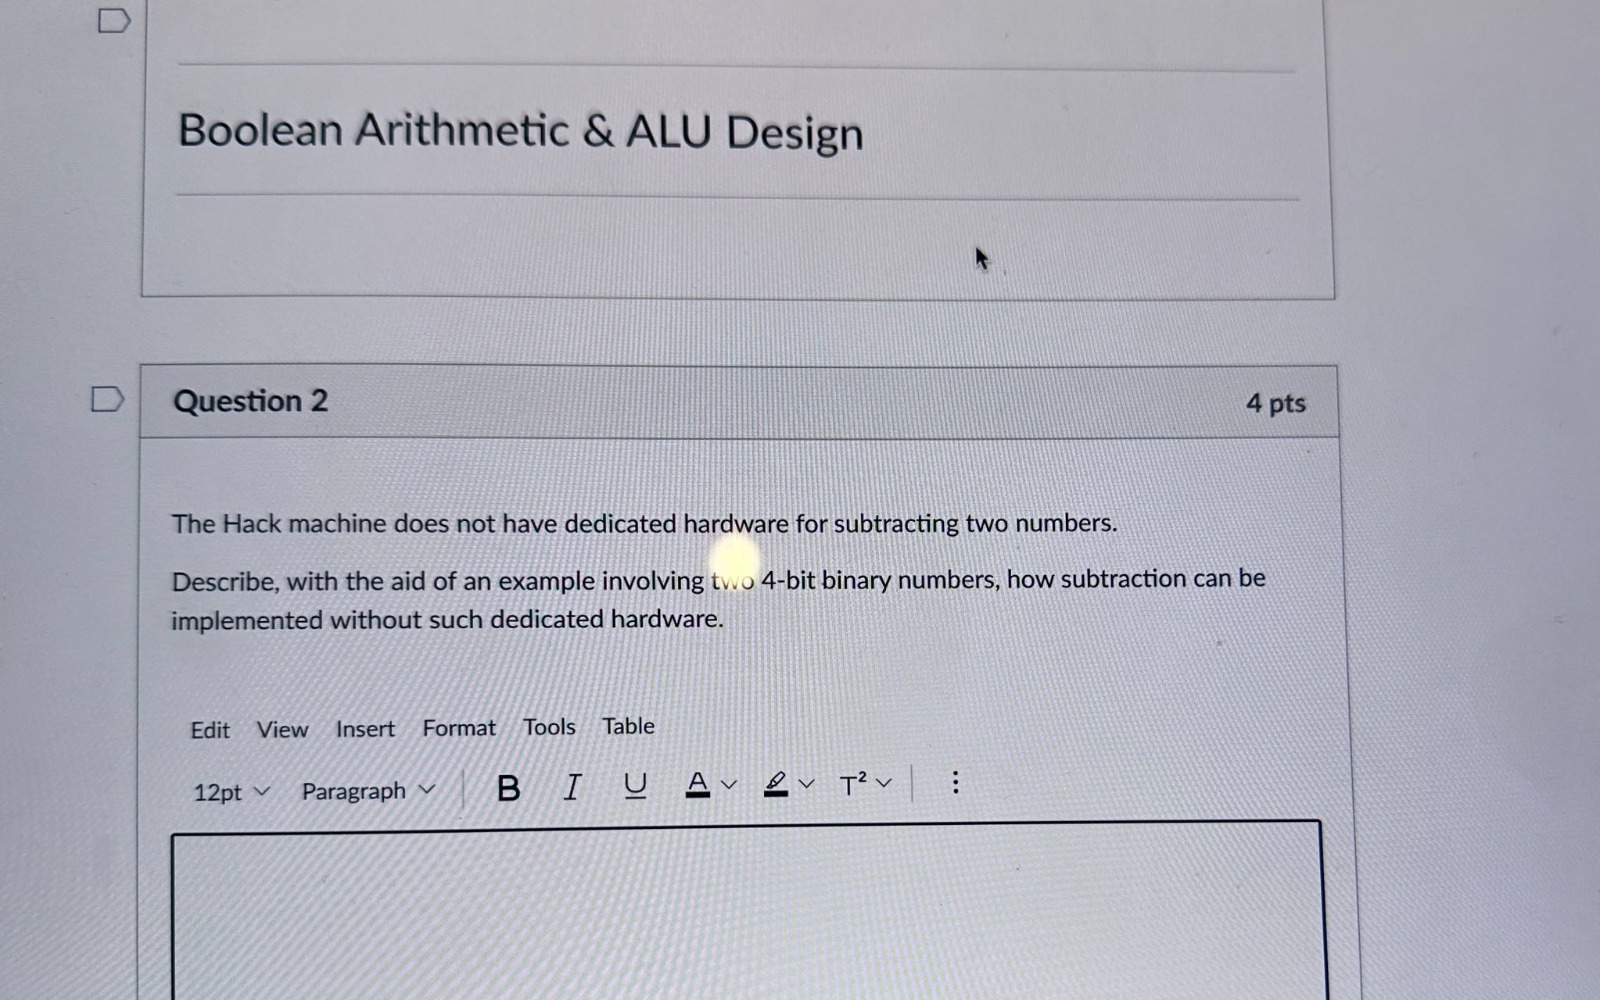 Boolean Arithmetic & ALU Design
Question 2
4 pts
The Hack machine does not have dedicated hardware for subtracting two numbers.
Describe, with the aid of an example involving two 4-bit binary numbers, how subtraction can be
implemented without such dedicated hardware.
Edit View Insert Format Tools Table
12pt Paragraph B I U A T²